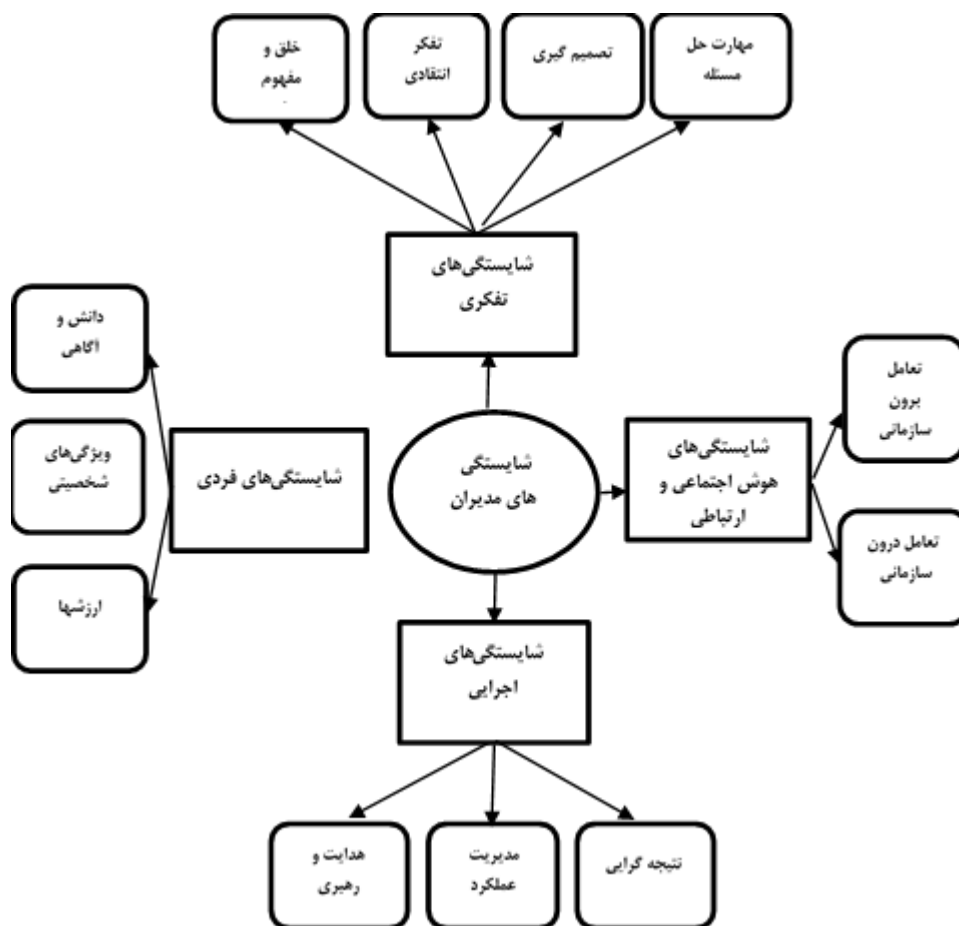 مهارت حل
مسئله
تصمیم گیری
تفکر
انتقادی
خلق و
مفهوم
شایستگی‌های
تفکری
تعامل
برون
سازمانی
تعامل درون
سازمانی
شایستگی‌های
هوش اجتماعی و
ارتباطی
شایستگی
های مدیران
شایستگی‌های فردی
دانش و
آگاهی
ویژگی‌های
شخصیتی
ارزشها
شایستگی‌های
اجرایی
نتیجه گرایی
مدیریت
عملکرد
هدایت و
رهبری